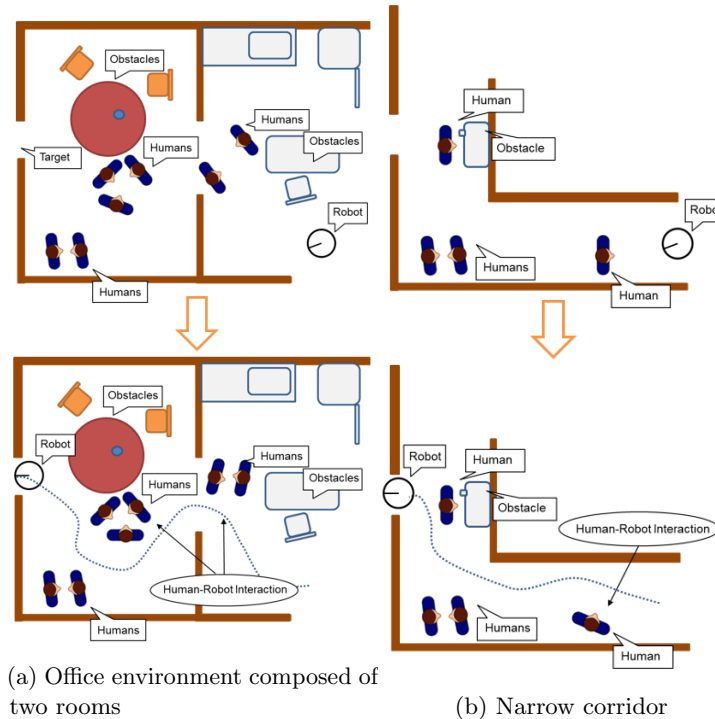 Obstacles
Humans
Obstacles
Target
Humans
Robot
Humans
Human
Obstacle
Robo
Humans
Human
Obstacles
Robot
Humans
Humans
Obstacles
Human-Robot Interaction
Humans
Robot
Human
Obstacle
Human-Robot Interaction
Humans
Human
(a) Office environment composed of
two rooms
(b) Narrow corridor